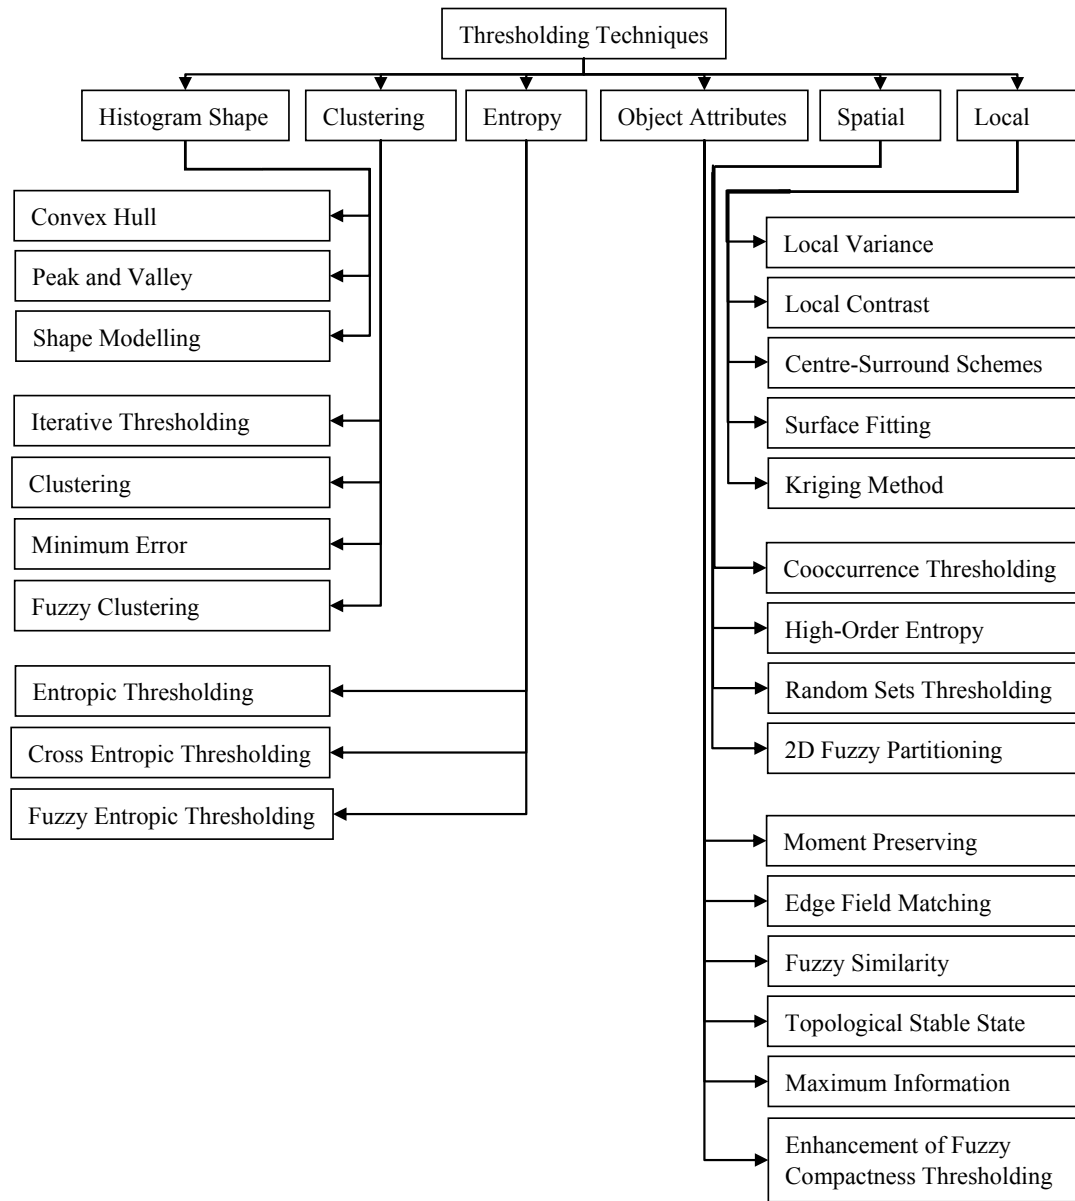 Thresholding Techniques
Histogram Shape
Clustering
Entropy
Object Attributes
Spatial
Local
Convex Hull
Peak and Valley
Shape Modelling
Iterative Thresholding
Clustering
Minimum Error
Fuzzy Clustering
Entropic Thresholding
Cross Entropic Thresholding
Fuzzy Entropic Thresholding
Local Variance
Local Contrast
Centre-Surround Schemes
Surface Fitting
Kriging Method
Cooccurrence Thresholding
High-Order Entropy
Random Sets Thresholding
2D Fuzzy Partitioning
Moment Preserving
Edge Field Matching
Fuzzy Similarity
Topological Stable State
Maximum Information
Enhancement of Fuzzy
Compactness Thresholding